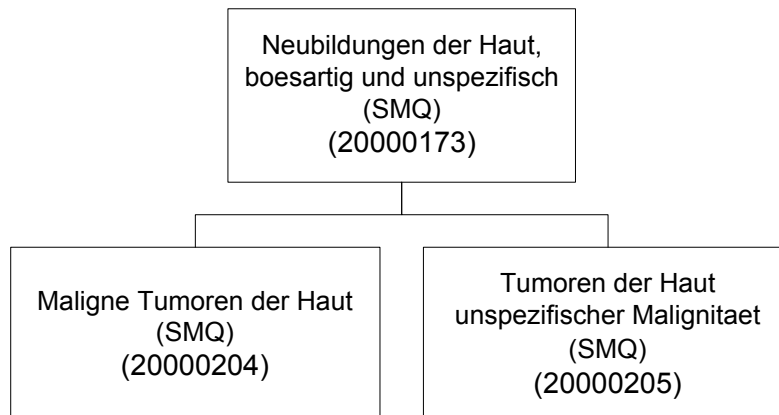 Neubildungen der Haut,
boesartig und unspezifisch
(SMQ)
(20000173)
Maligne Tumoren der Haut
(SMQ)
(20000204)
Tumoren der Haut
unspezifischer Malignitaet
(SMQ)
(20000205)